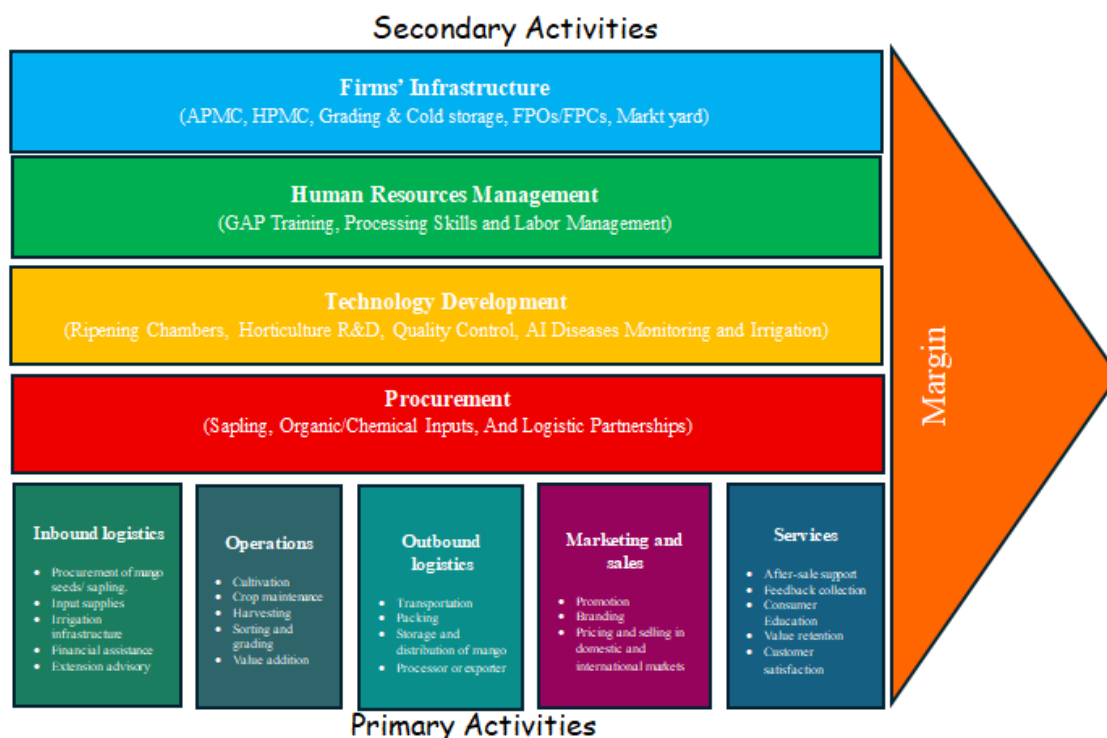 Secondary Activities
Firms’ Infrastructure
(APMC, HPMC, Grading & Cold storage, FPOs/FPCs, Markt yard)
Human Resources Management
(GAP Training, Processing Skills and Labor Management)
Technology Development
(Ripening Chambers, Horticulture R&D, Quality Control, AI Diseases Monitoring and Irrigation)
Procurement
(Sapling, Organic/Chemical Inputs, And Logistic Partnerships)
Margin
Inbound logistics
• Procurement of mango
seeds/ sapling.
• Input supplies
• Irrigation
infrastructure
• Financial assistance
• Extension advisory
Operations
• Cultivation
• Crop maintenance
• Harvesting
• Sorting and
grading
• Value addition
Outbound
logistics
• Transportation
• Packing
• Storage and
distribution of mango
• Processor or exporter
Marketing and
sales
• Promotion
• Branding
• Pricing and selling in
domestic and
international markets
Services
• After-sale support
• Feedback collection
• Consumer
Education
• Value retention
• Customer
satisfaction
Primary Activities